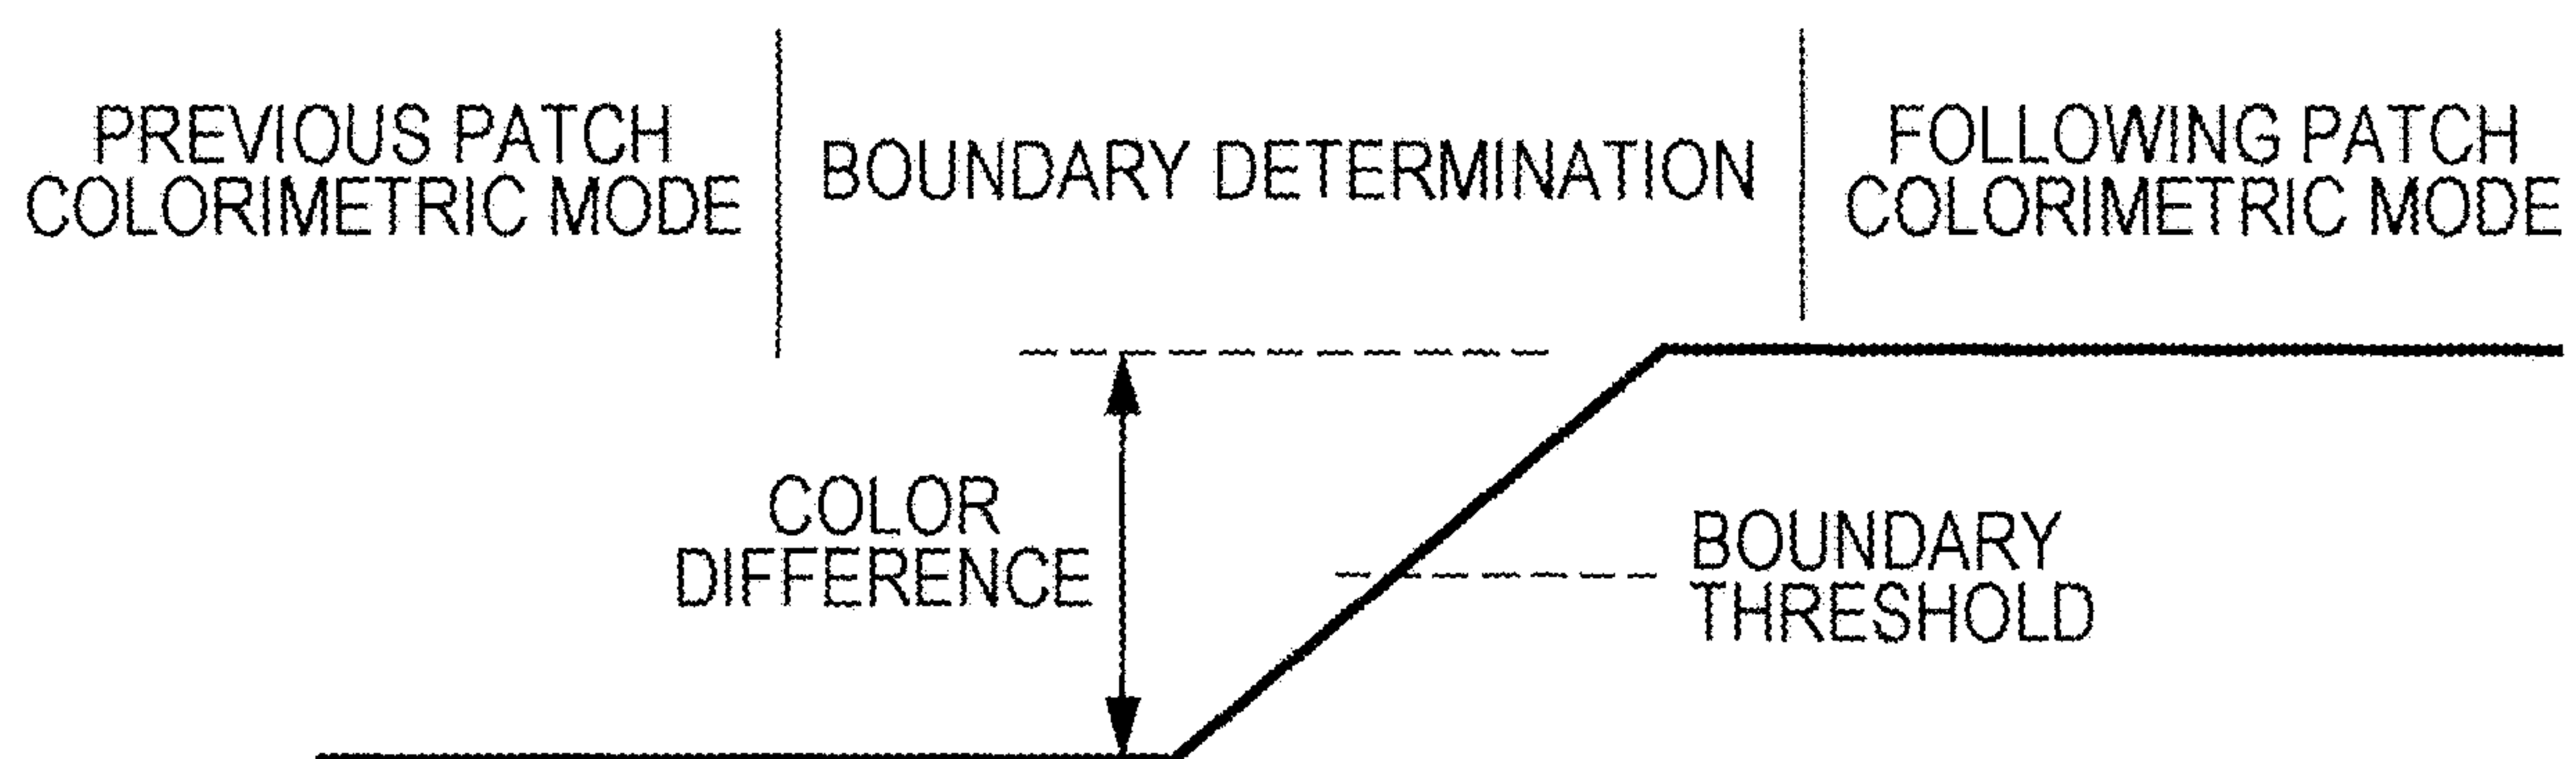 PREVIOUS PATCH
COLORIMETRIC MODE
BOUNDARY DETERMINATION
FOLLOWING PATCH
COLORIMETRIC MODE
COLOR
DIFFERENCE
BOUNDARY
THRESHOLD